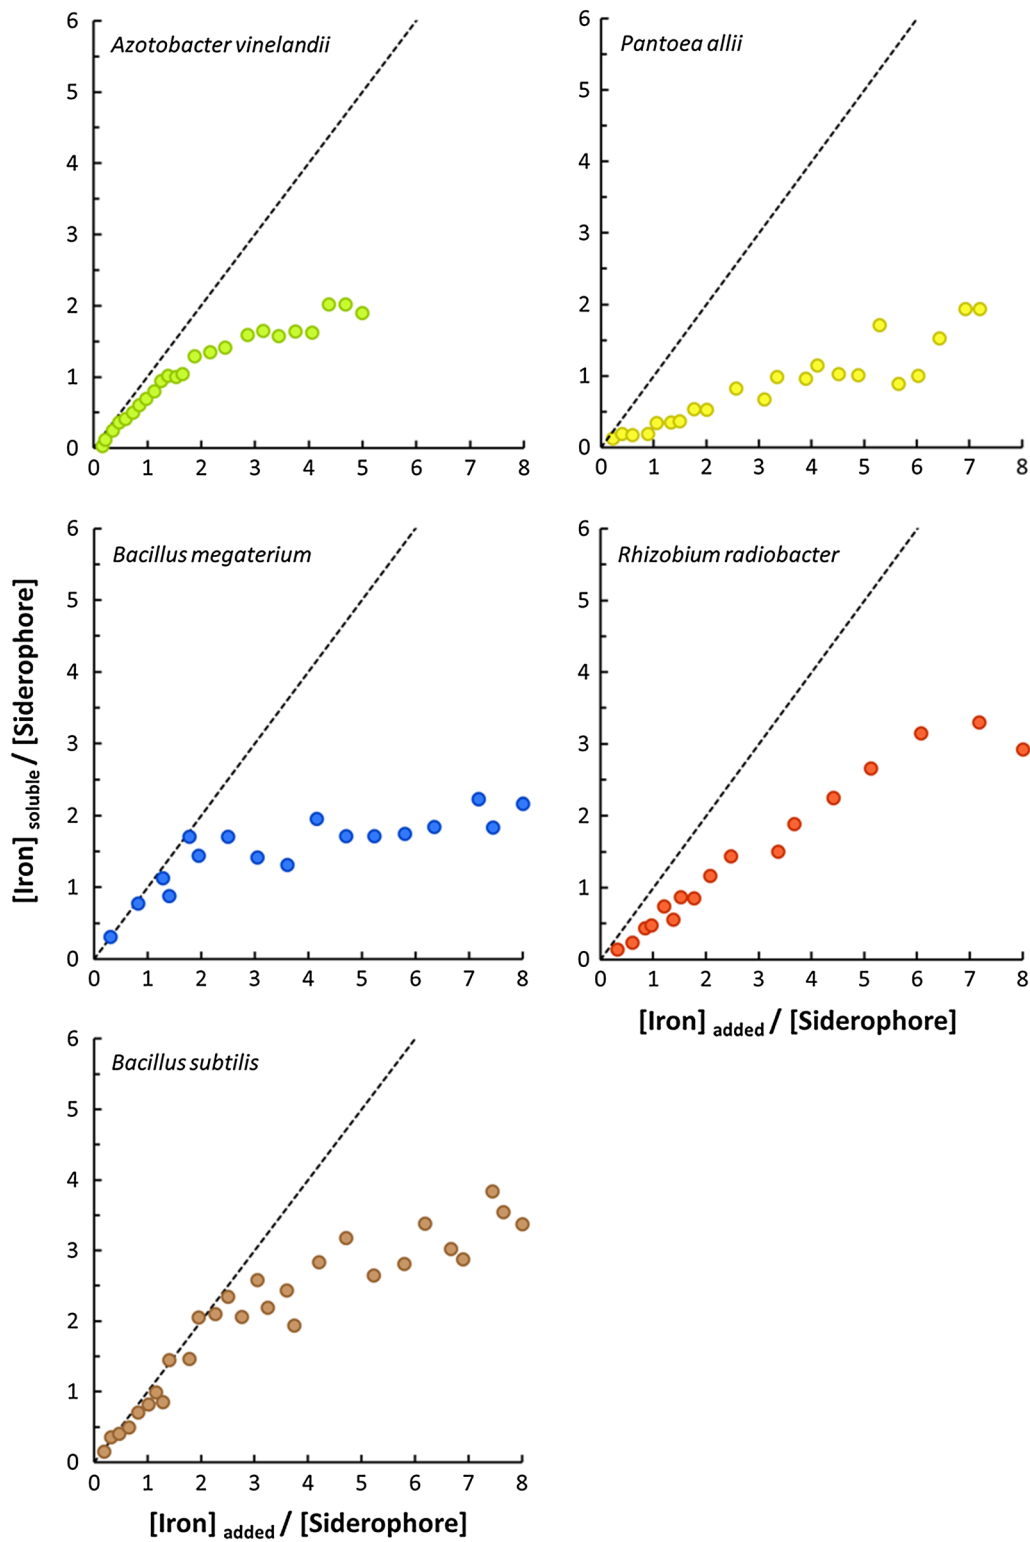 Azotobacter vinelandii
6
5
4
3
2
1
0
0 1 2 3 4 5 6 7 8
Pantoea allii
6
5
4
3
2
1
0
0 1 2 3 4 5 6 7 8
[Iron] soluble / [Siderophore]
Bacillus megaterium
6
5
4
3
2
1
0
0 1 2 3 4 5 6 7 8
Rhizobium radiobacter
6
5
4
3
2
1
0
0 1 2 3 4 5 6 7 8
[Iron] added / [Siderophore]
Bacillus subtilis
6
5
4
3
2
1
0
0 1 2 3 4 5 6 7 8
[Iron] added / [Siderophore]